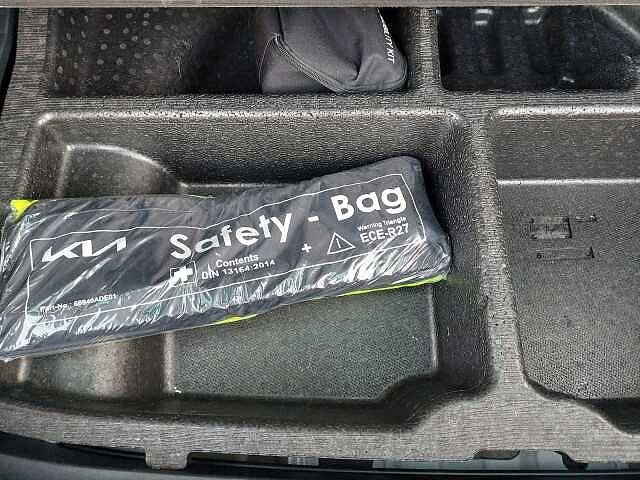 KIA
Safety - Bag
Contents
DIN 13164:2014
+
Warning Triangle
ECE-R27